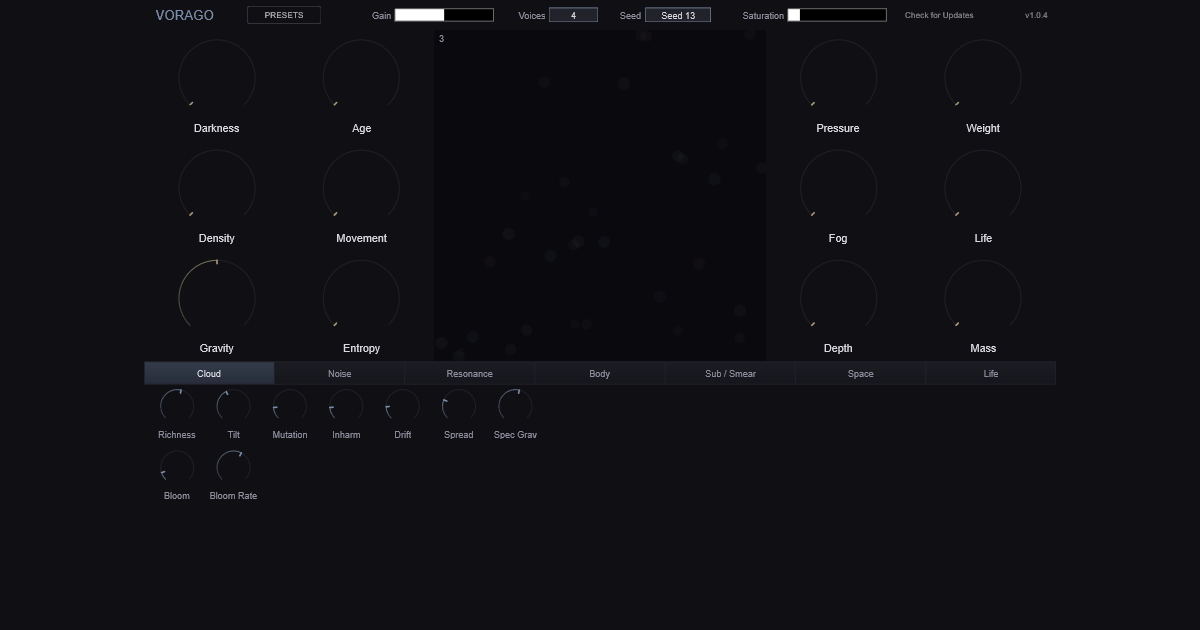 VORAGO PRESETS Gain Voices 4 Seed Seed 13 Saturation Check for Updates v1.0.4
3
Darkness Age Pressure Weight
Density Movement Fog Life
Gravity Entropy Depth Mass
Cloud Noise Resonance Body Sub / Smear Space Life
Richness Tilt Mutation Inharm Drift Spread Spec Grav
Bloom Bloom Rate